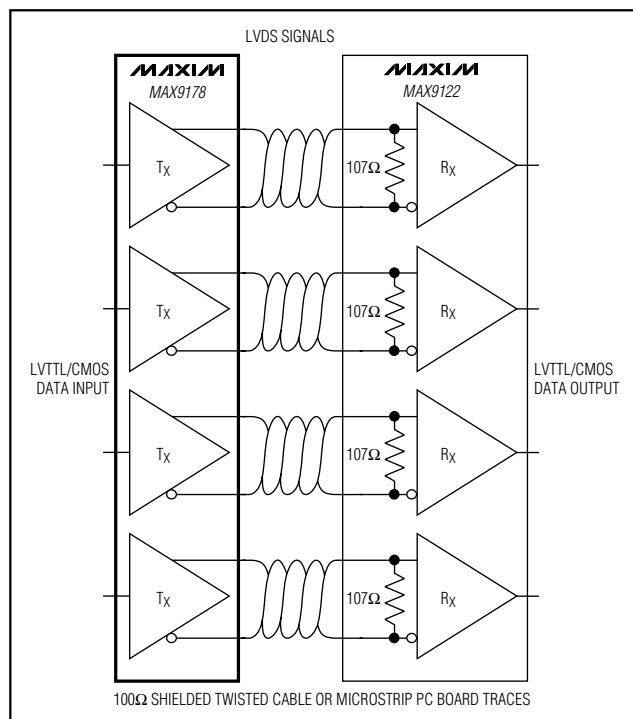 LVDS SIGNALS
MAXIM
MAX9178
MAXIM
MAX9122
TX
107Ω
RX
TX
107Ω
RX
LVTTL/CMOS
DATA INPUT
LVTTL/CMOS
DATA OUTPUT
TX
107Ω
RX
TX
107Ω
RX
100Ω SHIELDED TWISTED CABLE OR MICROSTRIP PC BOARD TRACES